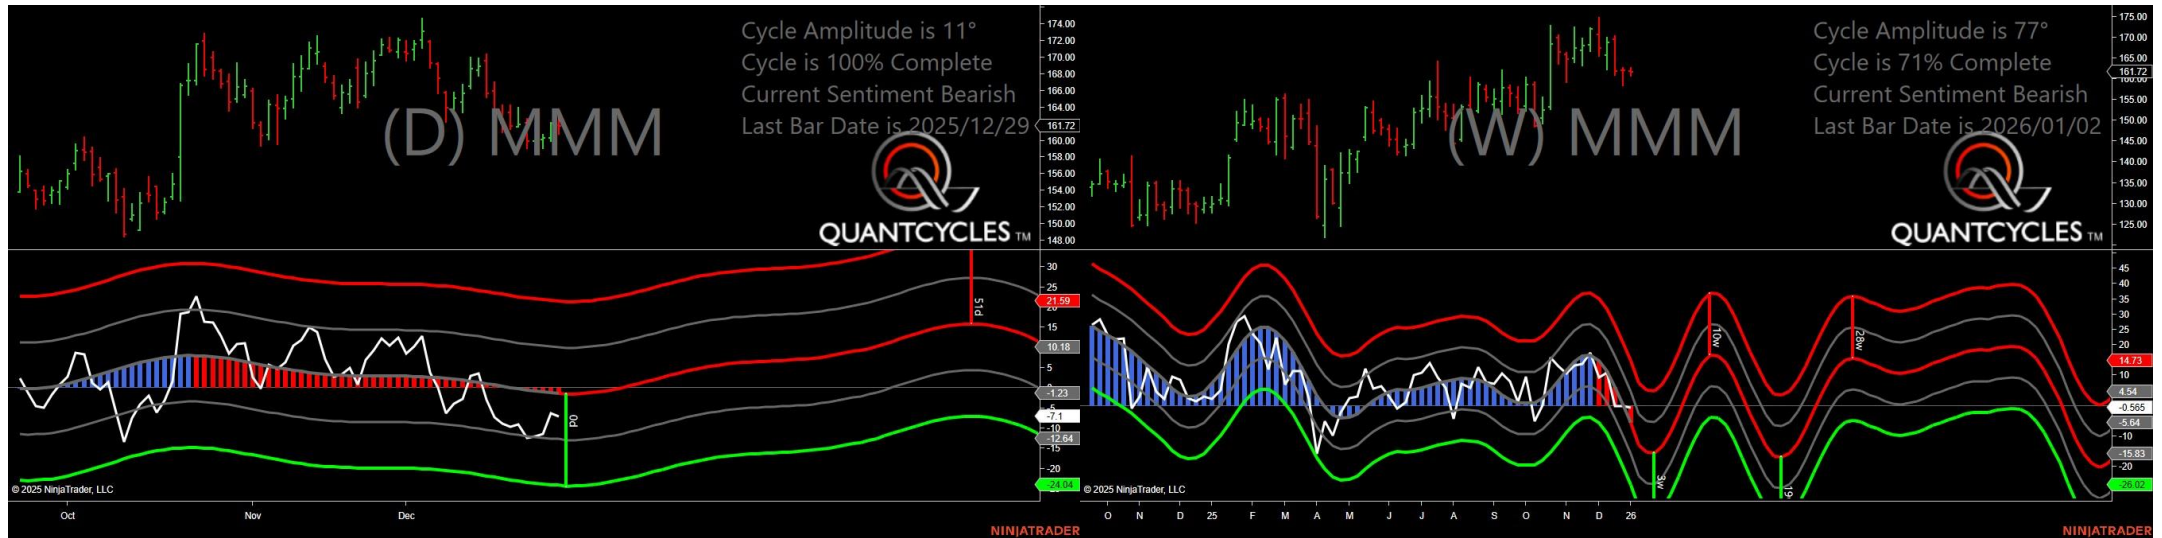 Cycle Amplitude is 11°
Cycle is 100% Complete
Current Sentiment Bearish
Last Bar Date is 2025/12/29
(D) MMM
QUANTCYCLES TM
174.00
172.00
170.00
168.00
166.00
164.00
161.72
160.00
158.00
156.00
154.00
152.00
150.00
148.00
30
25
21.59
20
15
10.18
5
-1.23
-7.1
-10
-12.64
-15
-20
-24.04
51d
0d
© 2025 NinjaTrader, LLC
Oct Nov Dec
NINJATRADER
Cycle Amplitude is 77°
Cycle is 71% Complete
Current Sentiment Bearish
Last Bar Date is 2026/01/02
(W) MMM
QUANTCYCLES TM
175.00
170.00
165.00
161.72
160.00
155.00
150.00
145.00
140.00
135.00
130.00
125.00
45
40
35
30
25
20
14.73
10
4.54
-0.565
-5.64
-10
-15.83
-20
-26.02
10w
28w
3w
19
© 2025 NinjaTrader, LLC
O N D 25 F M A M J J A S O N D 26
NINJATRADER